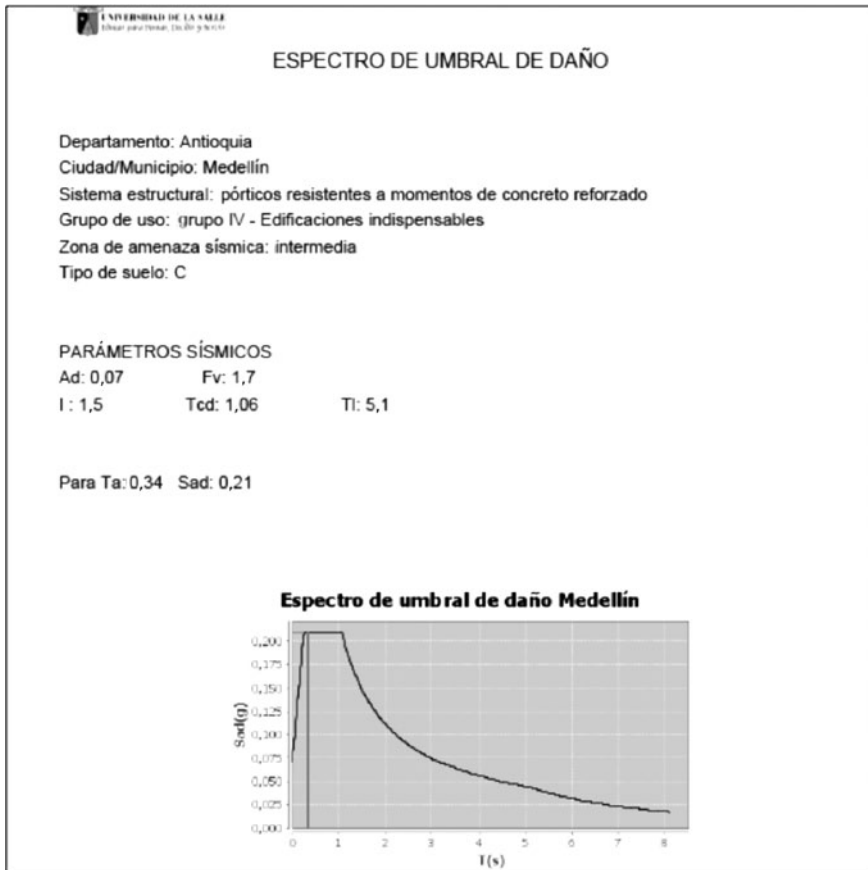 UNIVERSIDAD DE LA SALLE
ESPECTRO DE UMBRAL DE DAÑO
Departamento: Antioquia
Ciudad/Municipio: Medellín
Sistema estructural: pórticos resistentes a momentos de concreto reforzado
Grupo de uso: grupo IV - Edificaciones indispensables
Zona de amenaza sísmica: intermedia
Tipo de suelo: C
PARÁMETROS SÍSMICOS
Ad: 0,07 Fv: 1,7
I : 1,5 Tcd: 1,06 Tl: 5,1
Para Ta: 0,34 Sad: 0,21
Espectro de umbral de daño Medellín
Sad(g)
0,200
0,175
0,150
0,125
0,100
0,075
0,050
0,025
0,000
0 1 2 3 4 5 6 7 8
T(s)